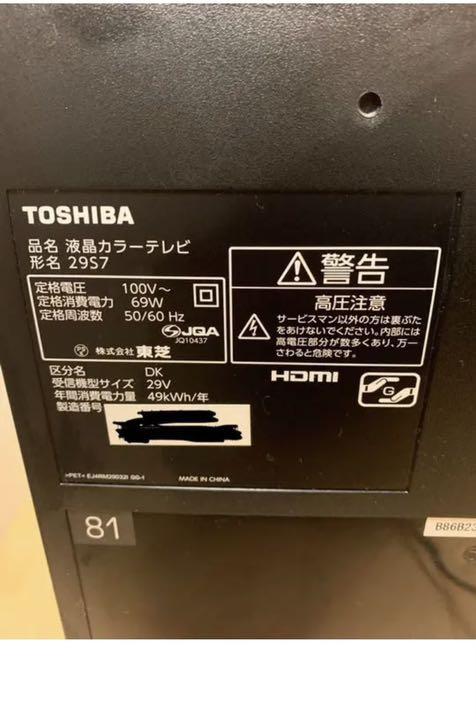 TOSHIBA
品名 液晶カラーテレビ
形名 29S7
定格電圧 100V～
定格消費電力 69W
定格周波数 50/60 Hz
JQA
JQ10437
株式会社 東芝
区分名 DK
受信機型サイズ 29V
年間消費電力量 49kWh/年
製造番号
警告
高圧注意
サービスマン以外の方は裏ぶた
をあけないでください。内部には
高電圧部分が数多くあり、万一
さわると危険です。
HDMI
G
MADE IN CHINA
81
B86B23